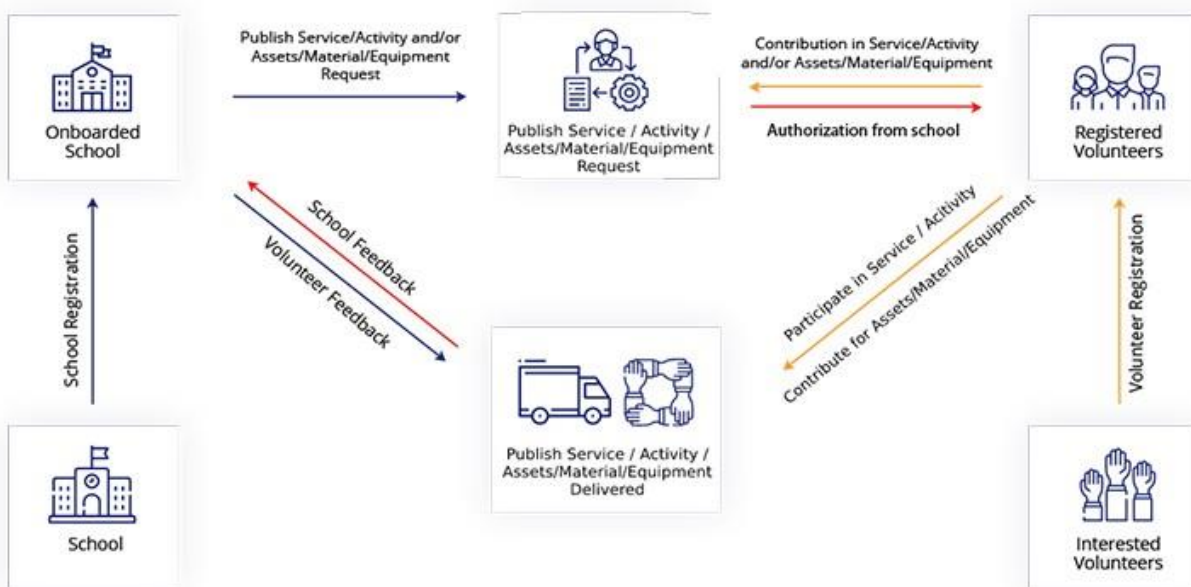 Publish Service/Activity and/or
Assets/Material/Equipment
Request
Contribution in Service/Activity
and/or Assets/Material/Equipment
Onboarded
School
Publish Service / Activity /
Assets/Material/Equipment
Request
Authorization from school
Registered
Volunteers
School Registration
School Feedback
Volunteer Feedback
Participate in Service / Acitivity
Contribute for Assets/Material/Equipment
Volunteer Registration
School
Publish Service / Activity /
Assets/Material/Equipment
Delivered
Interested
Volunteers